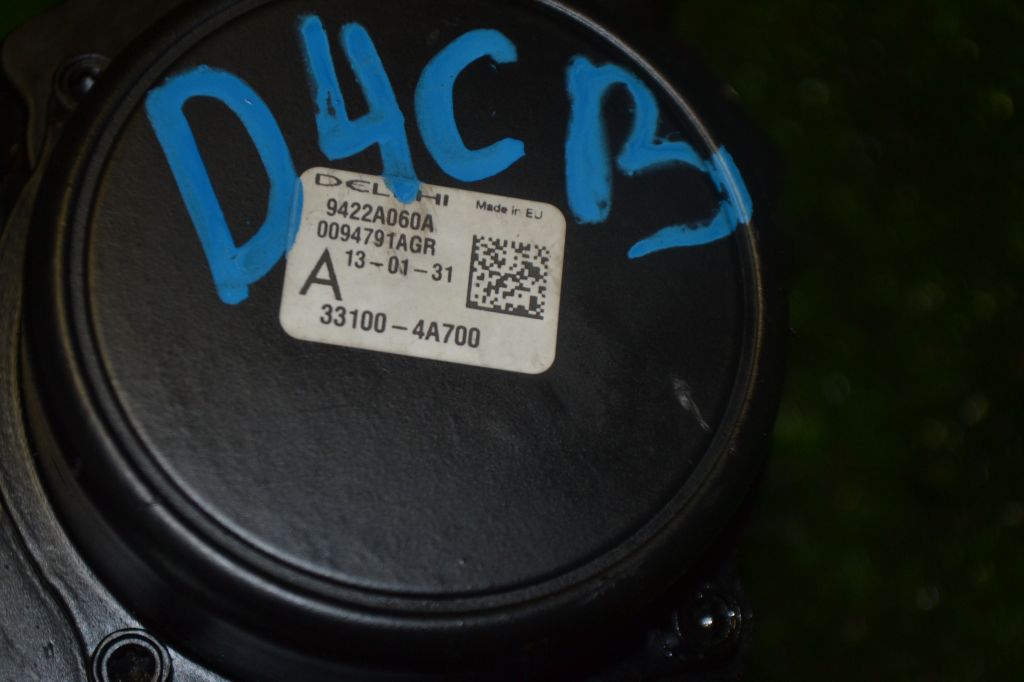 D4CB
DELPHI
Made in EU
9422A060A
0094791AGR
A
13-01-31
33100-4A700